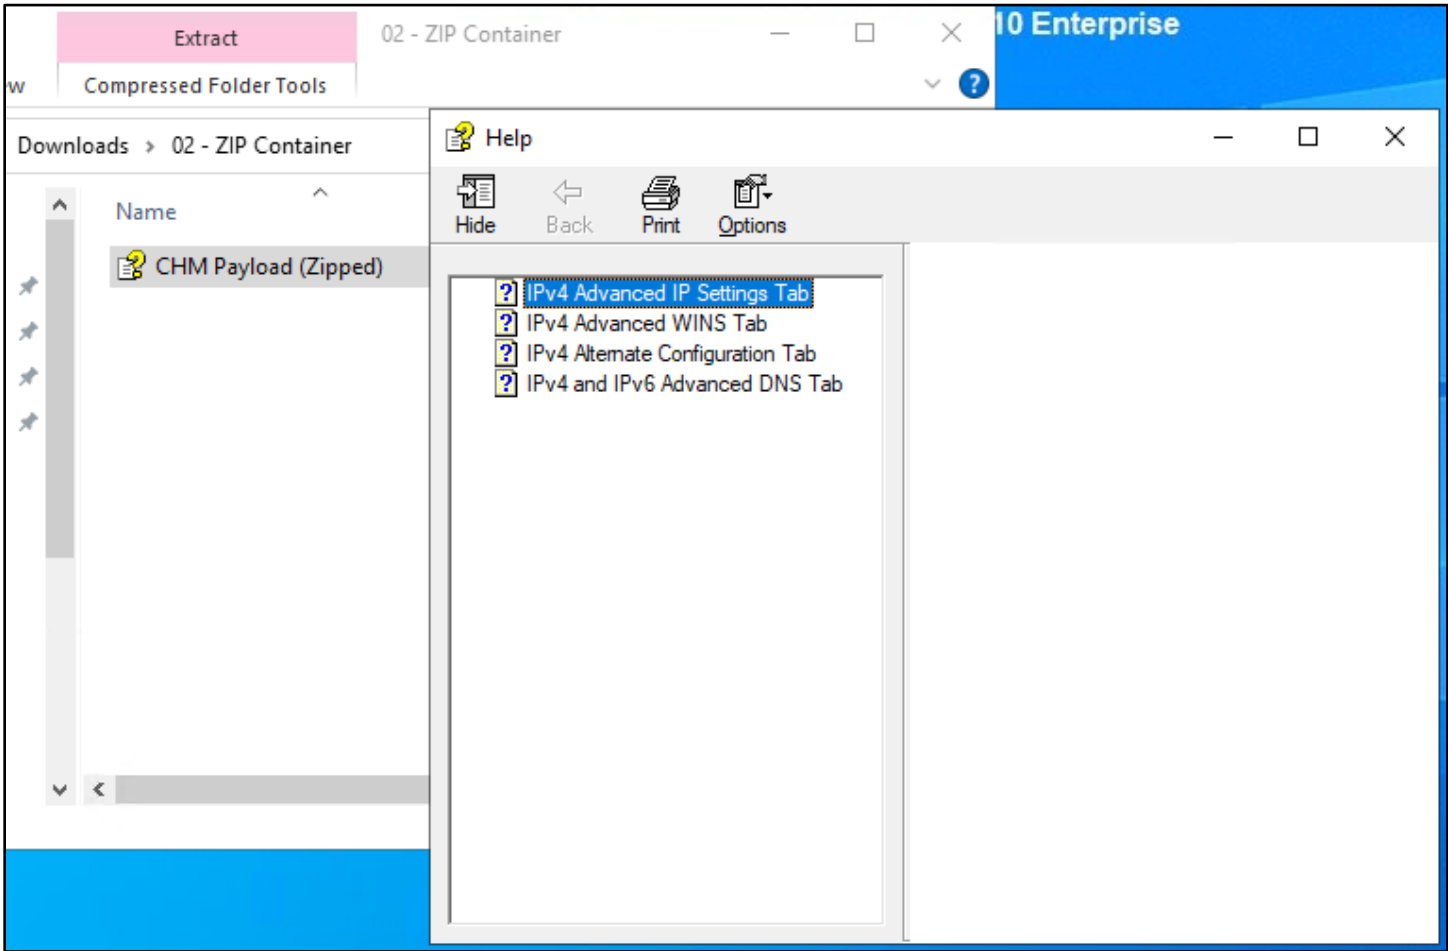 10 Enterprise
Extract
02 - ZIP Container
ew
Compressed Folder Tools
?
Downloads > 02 - ZIP Container
Name
CHM Payload (Zipped)
Help
Hide
Back
Print
Options
IPv4 Advanced IP Settings Tab
IPv4 Advanced WINS Tab
IPv4 Alternate Configuration Tab
IPv4 and IPv6 Advanced DNS Tab